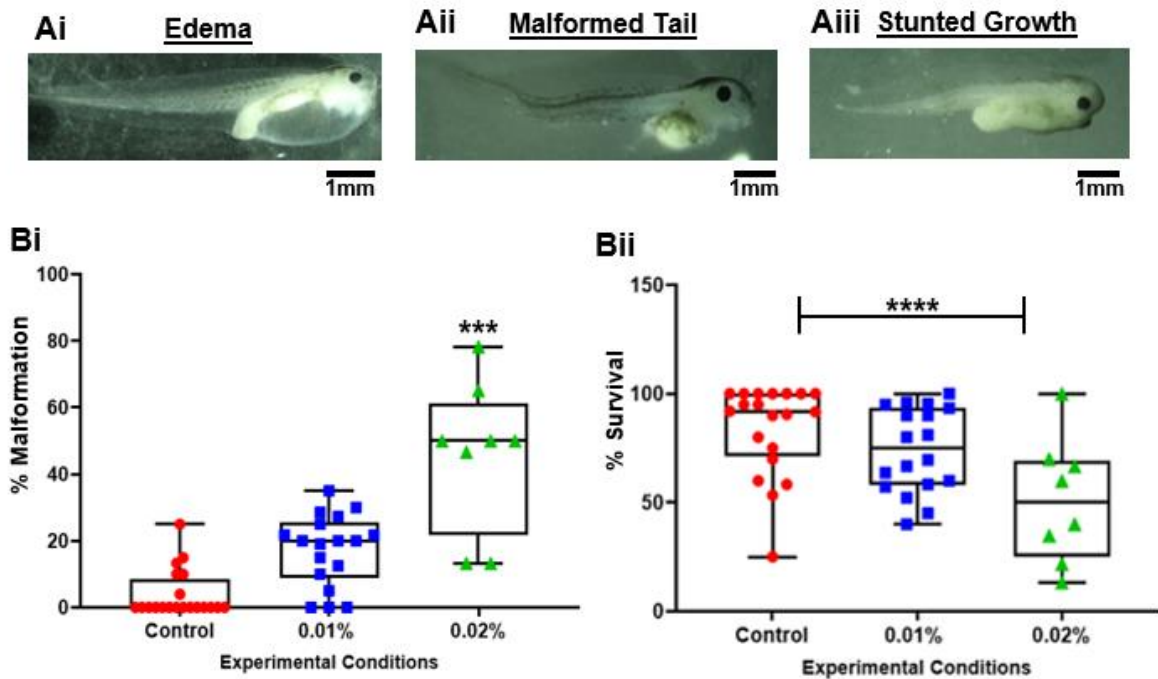 Ai Edema
Aii Malformed Tail
Aiii Stunted Growth
1mm
1mm
1mm
Bi
% Malformation
100
80
60
40
20
0
***
Control 0.01% 0.02%
Experimental Conditions
Bii
% Survival
150
100
50
0
****
Control 0.01% 0.02%
Experimental Conditions